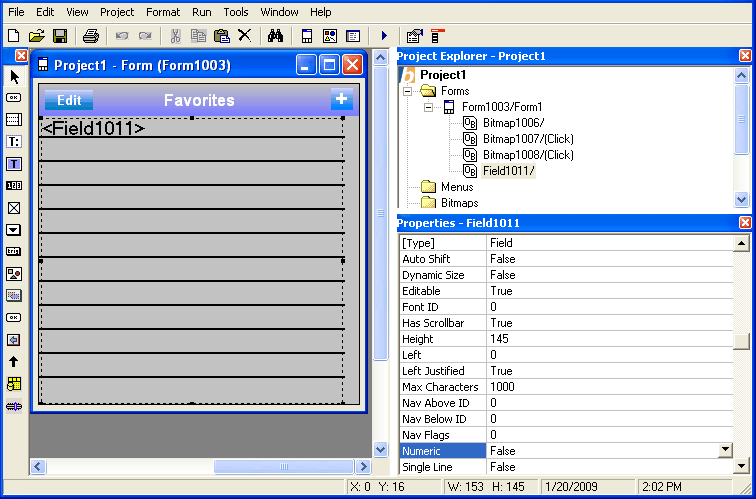 File Edit View Project Format Run Tools Window Help
Project1 - Form (Form1003)
Edit Favorites +
<Field1011>
Project Explorer - Project1
Project1
Forms
Form1003/Form1
Bitmap1006/
Bitmap1007/(Click)
Bitmap1008/(Click)
Field1011/
Menus
Bitmaps
Properties - Field1011
[Type] Field
Auto Shift False
Dynamic Size False
Editable True
Font ID 0
Has Scrollbar True
Height 145
Left 0
Left Justified True
Max Characters 1000
Nav Above ID 0
Nav Below ID 0
Nav Flags 0
Numeric False
Single Line False
X: 0 Y: 16 W: 153 H: 145 1/20/2009 2:02 PM